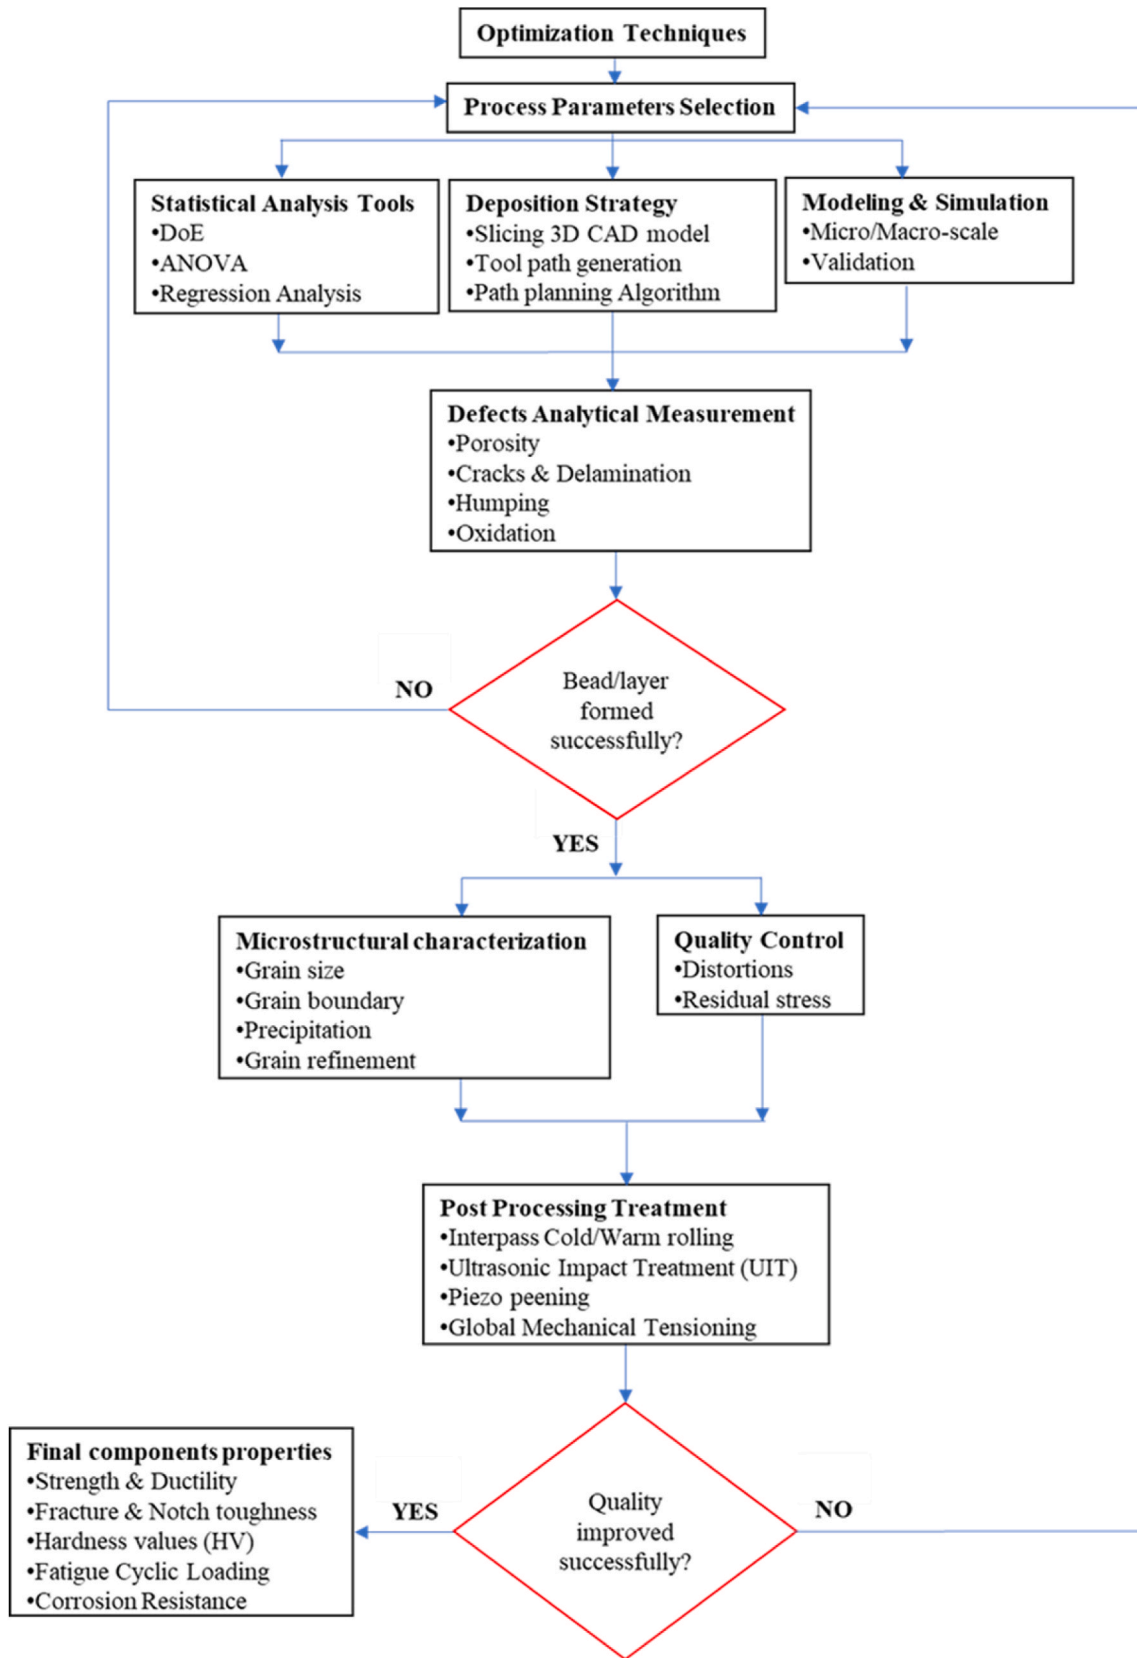 Optimization Techniques
Process Parameters Selection
Statistical Analysis Tools
•DoE
•ANOVA
•Regression Analysis
Deposition Strategy
•Slicing 3D CAD model
•Tool path generation
•Path planning Algorithm
Modeling & Simulation
•Micro/Macro-scale
•Validation
Defects Analytical Measurement
•Porosity
•Cracks & Delamination
•Humping
•Oxidation
NO
Bead/layer
formed
successfully?
YES
Microstructural characterization
•Grain size
•Grain boundary
•Precipitation
•Grain refinement
Quality Control
•Distortions
•Residual stress
Post Processing Treatment
•Interpass Cold/Warm rolling
•Ultrasonic Impact Treatment (UIT)
•Piezo peening
•Global Mechanical Tensioning
Final components properties
•Strength & Ductility
•Fracture & Notch toughness
•Hardness values (HV)
•Fatigue Cyclic Loading
•Corrosion Resistance
YES
Quality
improved
successfully?
NO